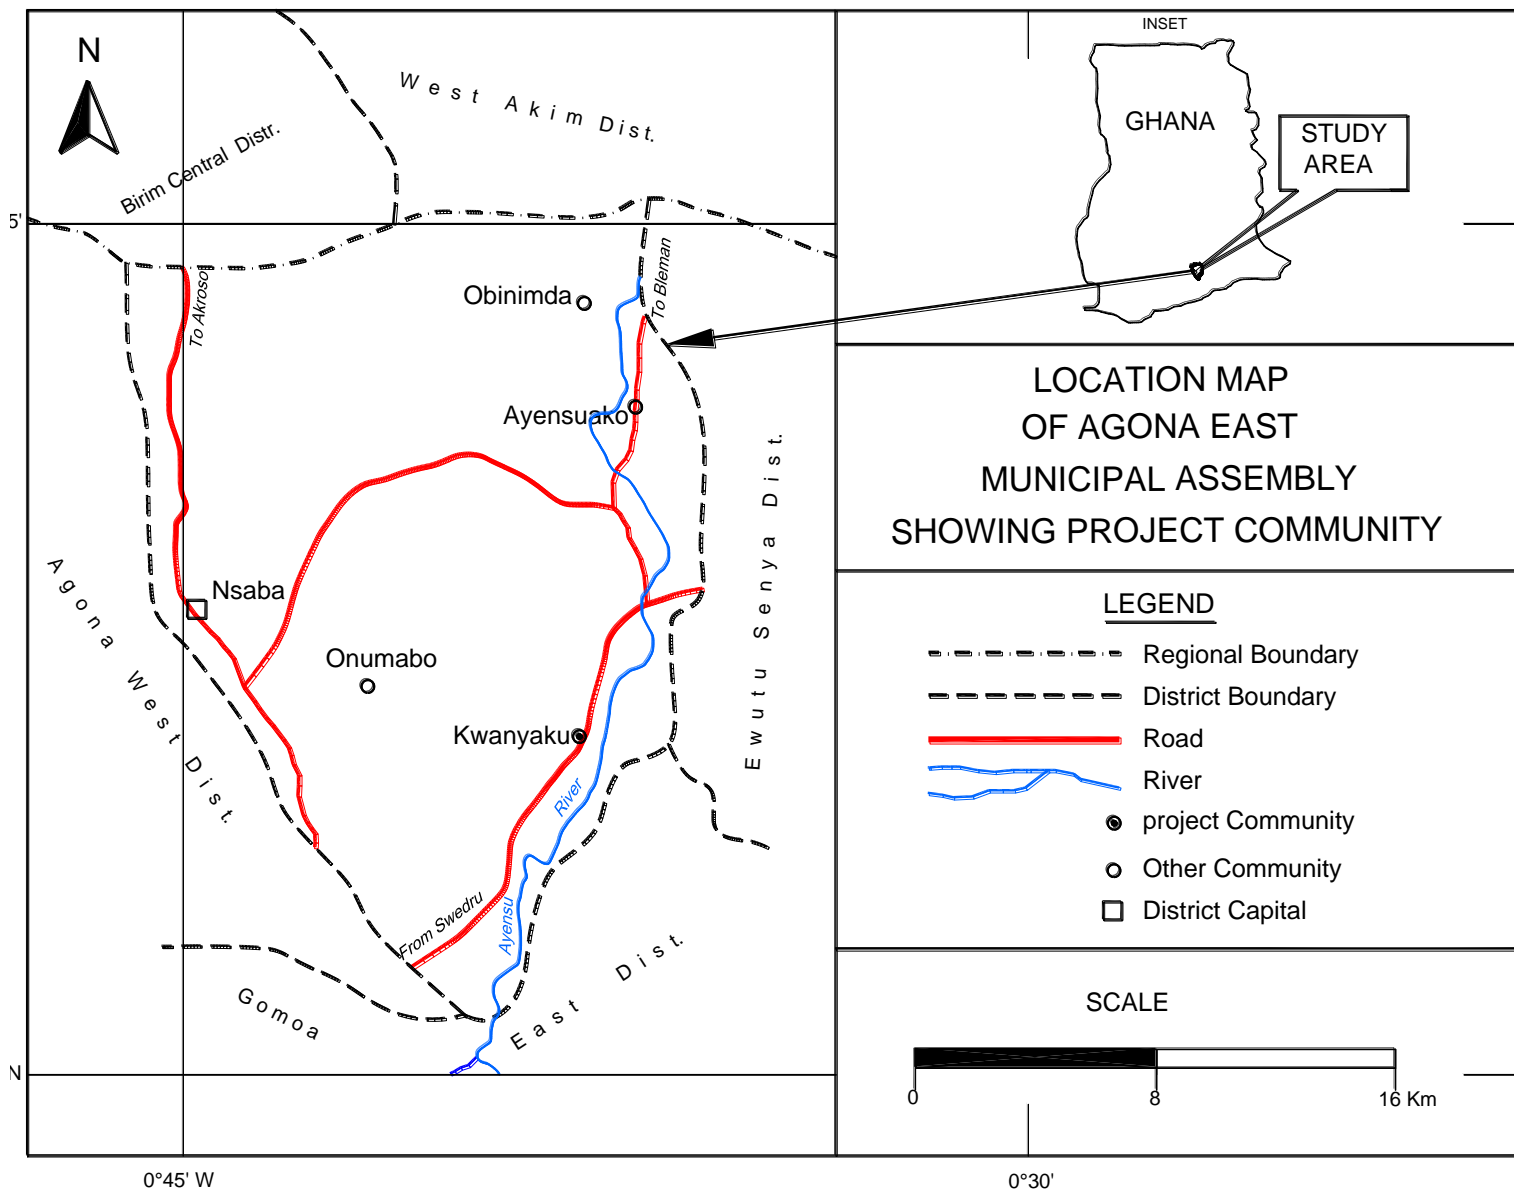 INSET
N
West Akim Dist.
GHANA
STUDY
AREA
Birim Central Distr.
5'
To Akroso
To Bleman
Obinimda
Ayensuako
LOCATION MAP
OF AGONA EAST
MUNICIPAL ASSEMBLY
SHOWING PROJECT COMMUNITY
Ewutu Senya Dist.
Agona West Dist.
Nsaba
Onumabo
Kwanyaku
River
Ayensu
From Swedru
Gomoa
East Dist.
LEGEND
Regional Boundary
District Boundary
Road
River
project Community
Other Community
District Capital
SCALE
0
8
16 Km
N
0°45' W
0°30'